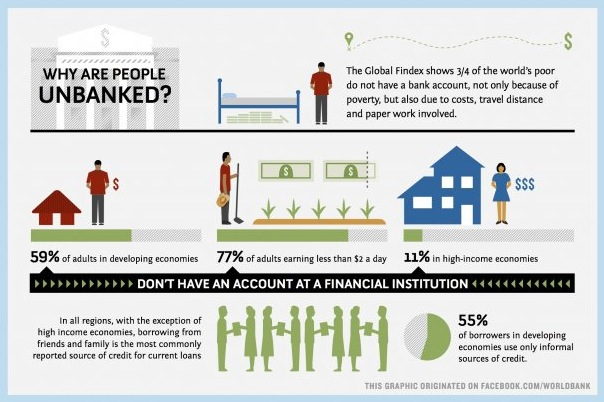 $
WHY ARE PEOPLE
UNBANKED?
$
The Global Findex shows 3/4 of the world's poor
do not have a bank account, not only because of
poverty, but also due to costs, travel distance
and paper work involved.
$
$ $
$$$
59% of adults in developing economies
77% of adults earning less than $2 a day
11% in high-income economies
DON'T HAVE AN ACCOUNT AT A FINANCIAL INSTITUTION
In all regions, with the exception of
high income economies, borrowing from
friends and family is the most commonly
reported source of credit for current loans
55%
of borrowers in developing
economies use only informal
sources of credit.
THIS GRAPHIC ORIGINATED ON FACEBOOK.COM/WORLDBANK